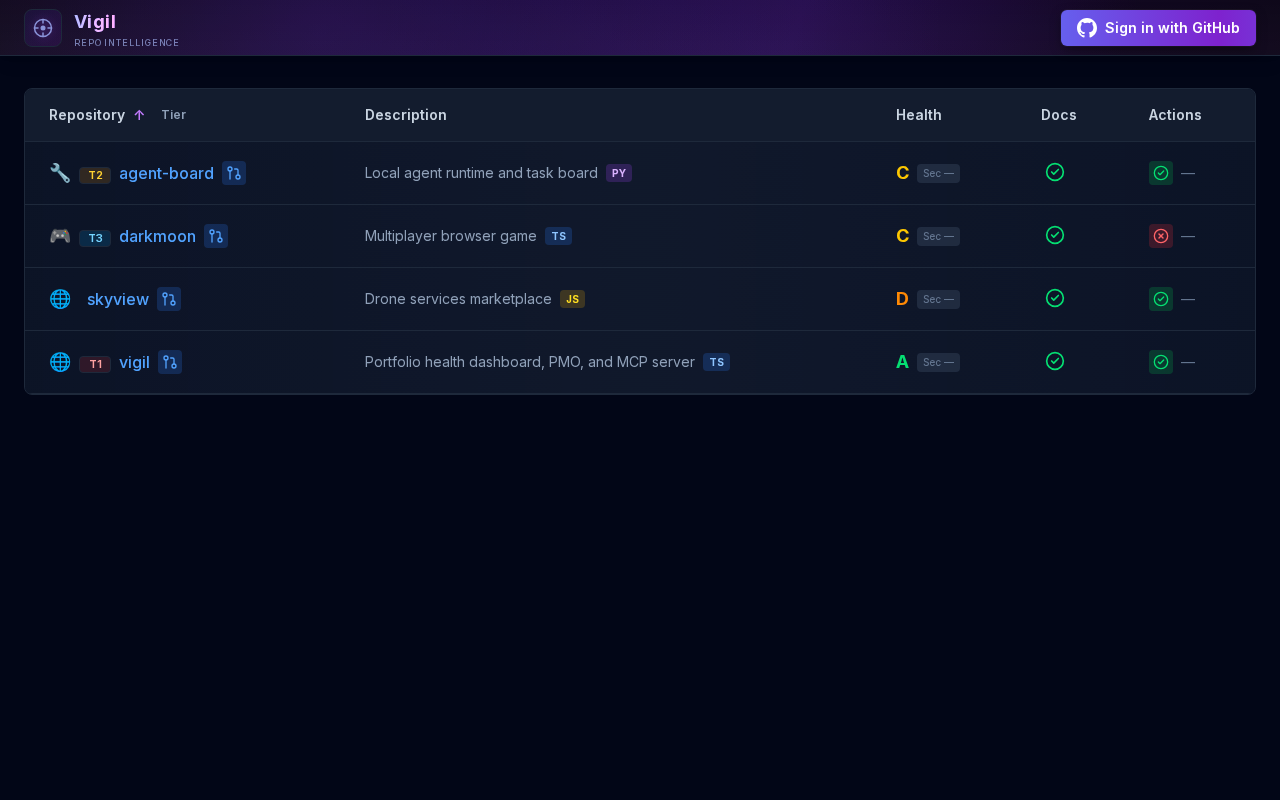 Vigil
REPO INTELLIGENCE
Sign in with GitHub
Repository ↑ Tier Description Health Docs Actions
T2 agent-board Local agent runtime and task board PY C Sec — —
T3 darkmoon Multiplayer browser game TS C Sec — —
skyview Drone services marketplace JS D Sec — —
T1 vigil Portfolio health dashboard, PMO, and MCP server TS A Sec — —